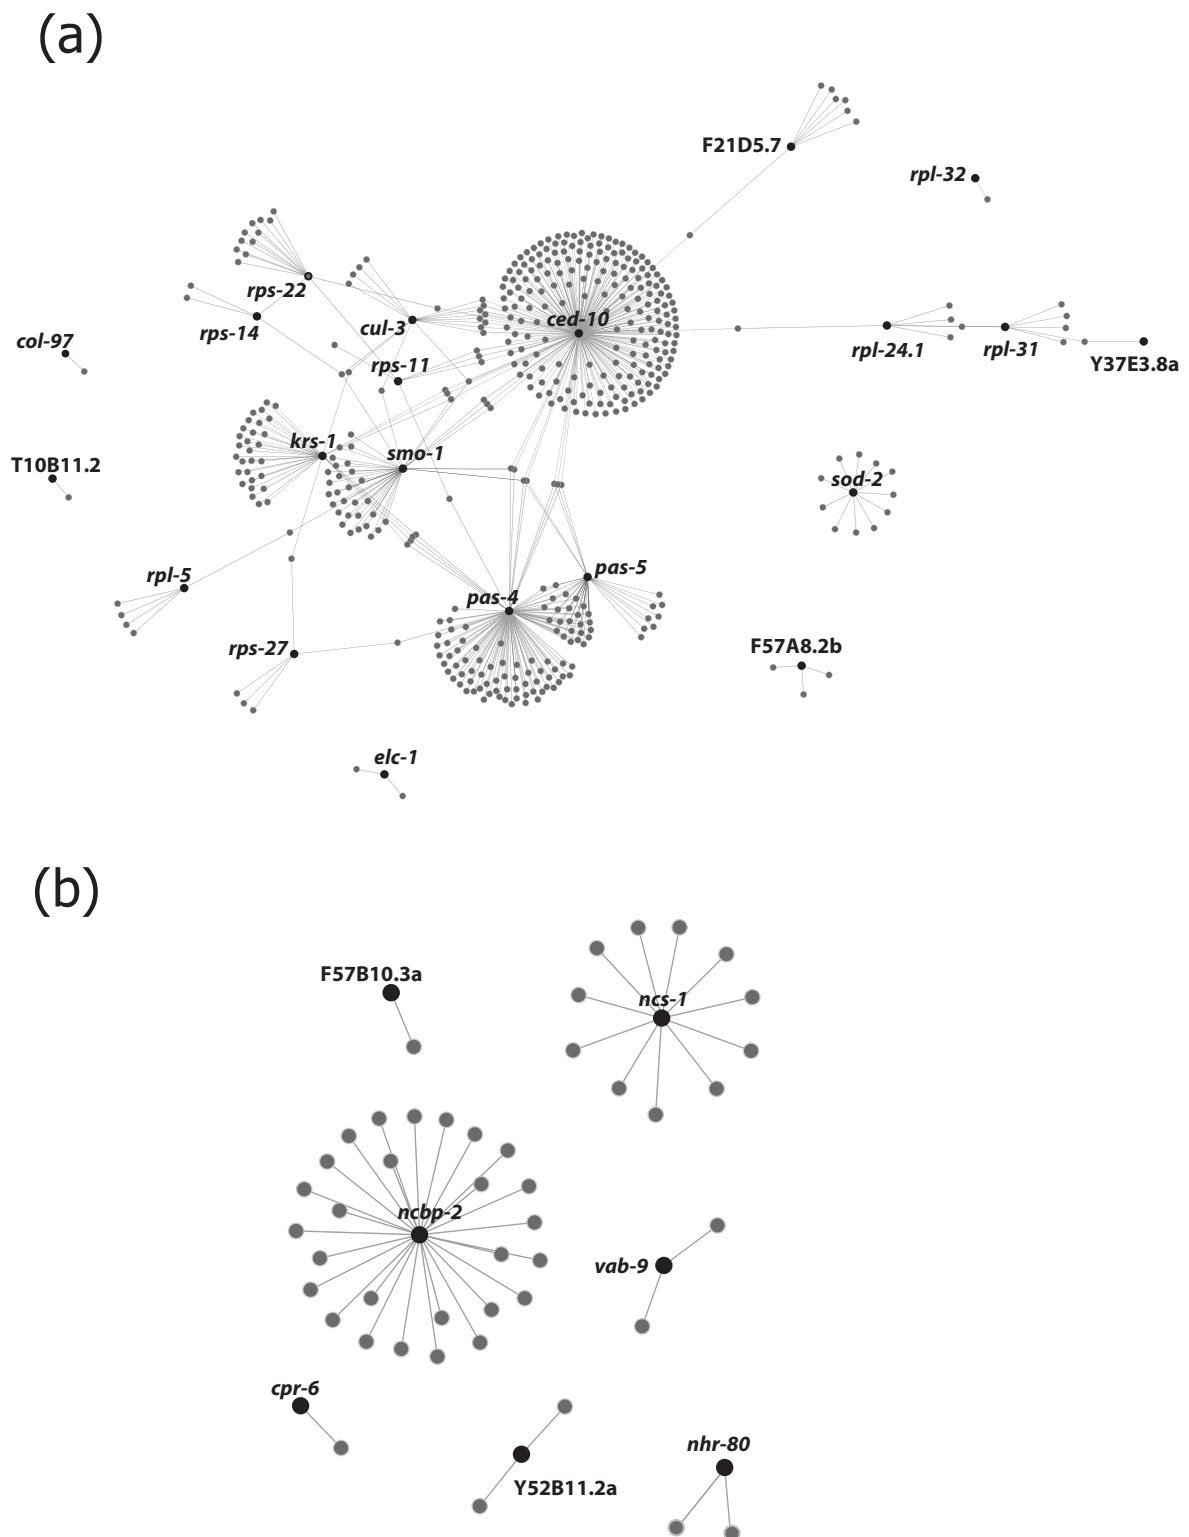 (a)
F21D5.7
rpl-32
rps-22
rps-14
cul-3
ced-10
col-97
rps-11
rpl-24.1
rpl-31
Y37E3.8a
krs-1
smo-1
T10B11.2
sod-2
rpl-5
pas-5
pas-4
rps-27
F57A8.2b
elc-1
(b)
F57B10.3a
ncs-1
ncbp-2
vab-9
cpr-6
nhr-80
Y52B11.2a